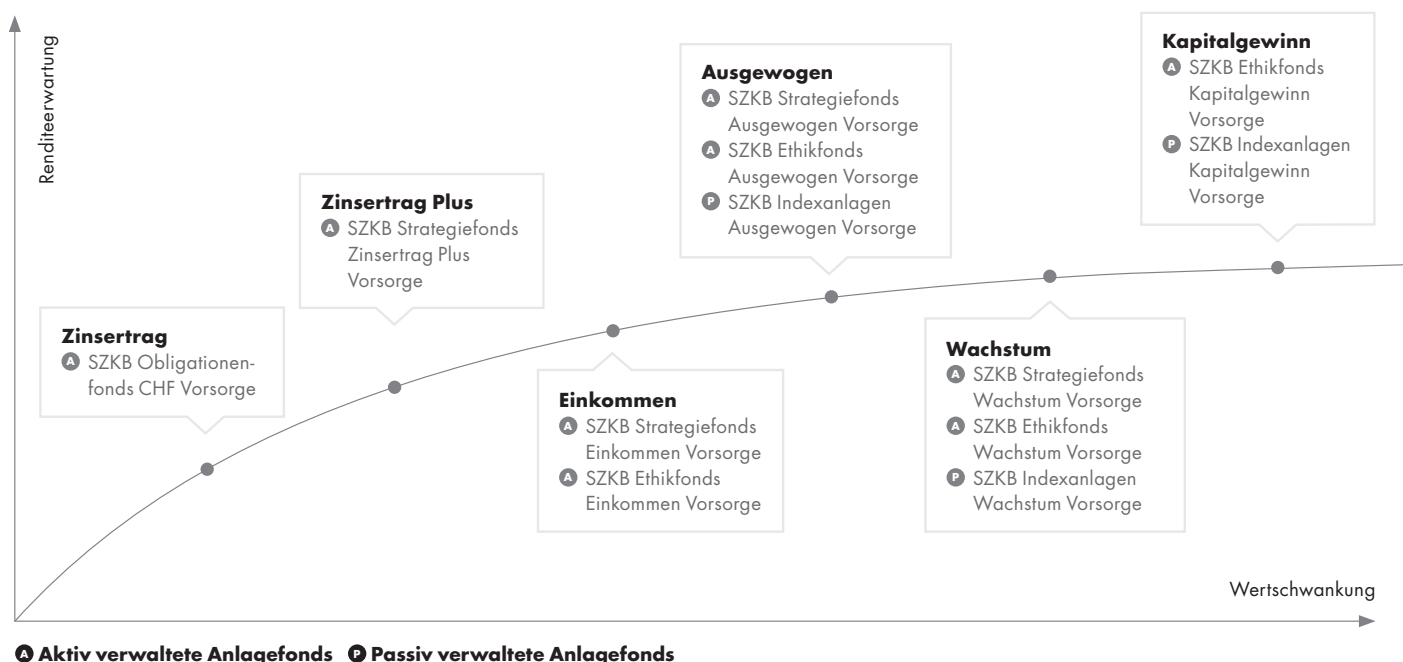 Renditeerwartung
Zinsertrag
A SZKB Obligationen-
fonds CHF Vorsorge
Zinsertrag Plus
A SZKB Strategiefonds
Zinsertrag Plus
Vorsorge
Einkommen
A SZKB Strategiefonds
Einkommen Vorsorge
A SZKB Ethikfonds
Einkommen Vorsorge
Ausgewogen
A SZKB Strategiefonds
Ausgewogen Vorsorge
A SZKB Ethikfonds
Ausgewogen Vorsorge
P SZKB Indexanlagen
Ausgewogen Vorsorge
Wachstum
A SZKB Strategiefonds
Wachstum Vorsorge
A SZKB Ethikfonds
Wachstum Vorsorge
P SZKB Indexanlagen
Wachstum Vorsorge
Kapitalgewinn
A SZKB Ethikfonds
Kapitalgewinn
Vorsorge
P SZKB Indexanlagen
Kapitalgewinn
Vorsorge
Wertschwankung
A Aktiv verwaltete Anlagefonds P Passiv verwaltete Anlagefonds